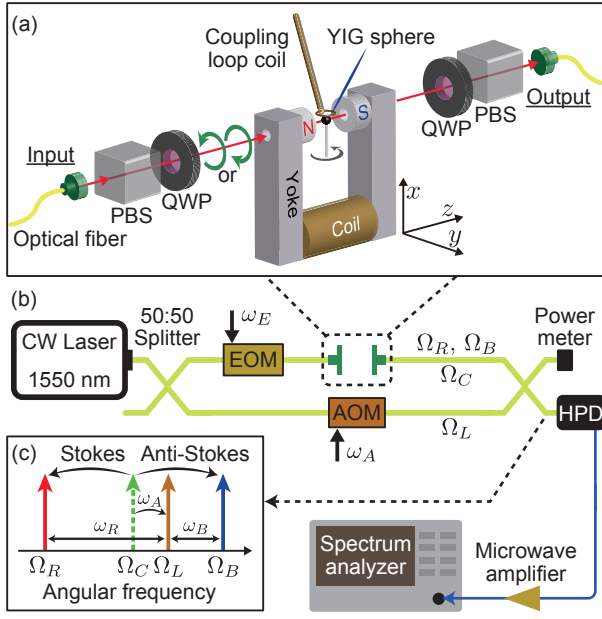 (a)
Coupling
loop coil
YIG sphere
N
S
Input
PBS
QWP
or
Optical fiber
Yoke
Coil
x
z
y
QWP
PBS
Output
(b)
CW Laser
1550 nm
50:50
Splitter
ω_E
EOM
AOM
ω_A
Ω_R, Ω_B
Ω_C
Ω_L
Power
meter
HPD
(c)
Stokes Anti-Stokes
ω_A
ω_R ω_B
Ω_R Ω_C Ω_L Ω_B
Angular frequency
Spectrum
analyzer
Microwave
amplifier